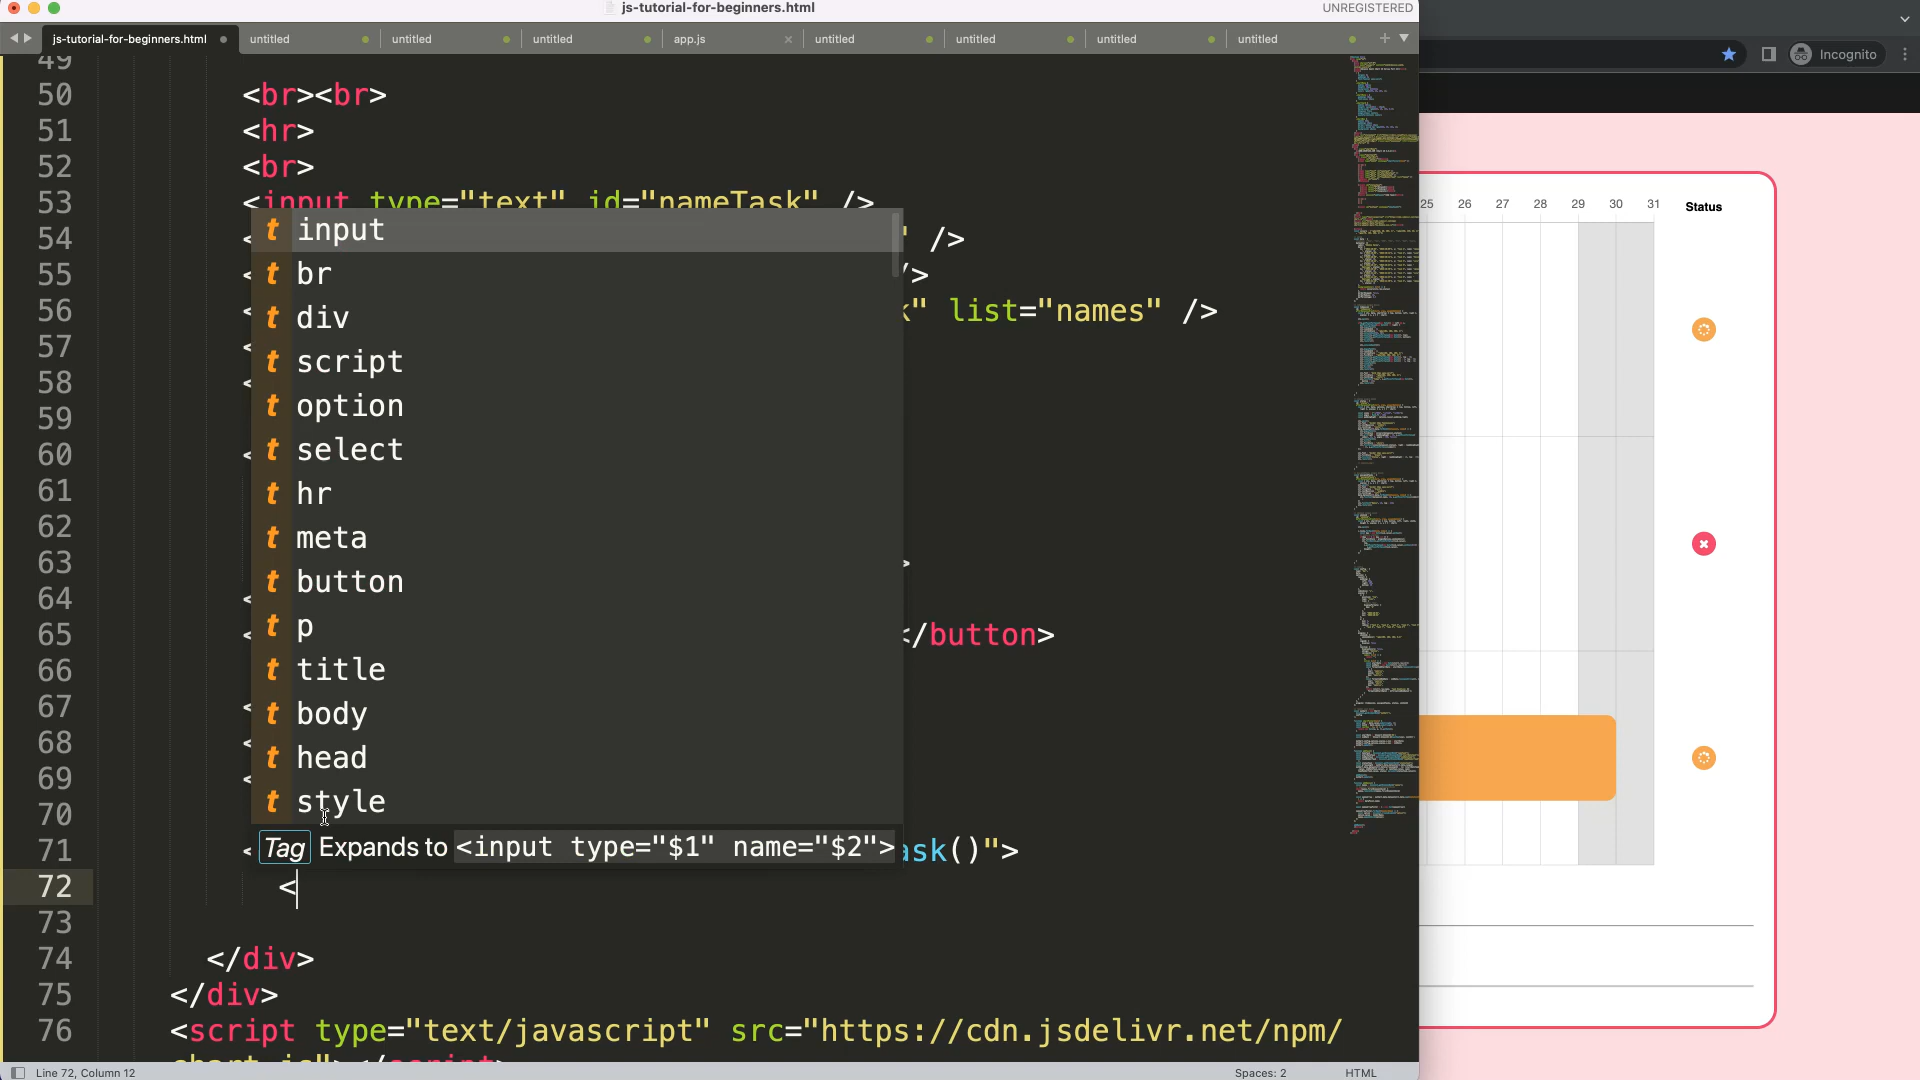 js-tutorial-for-beginners.html
UNREGISTERED
js-tutorial-for-beginners.html
untitled
untitled
untitled
app.js
untitled
untitled
untitled
untitled
Incognito
49
50 <br><br>
51 <hr>
52 <br>
53 <input type="text" id="nameTask" />
54 < " />
55 < />
56 < " list="names" />
57 <
58 <
59
60 <
61
62
63 >
64 <
65 < </button>
66
67 <
68 <
69 <
70
71 < ask()">
72 <
73
74 </div>
75 </div>
76 <script type="text/javascript" src="https://cdn.jsdelivr.net/npm/
t input
t br
t div
t script
t option
t select
t hr
t meta
t button
t p
t title
t body
t head
t style
Tag Expands to <input type="$1" name="$2">
25 26 27 28 29 30 31 Status
Line 72, Column 12
Spaces: 2
HTML